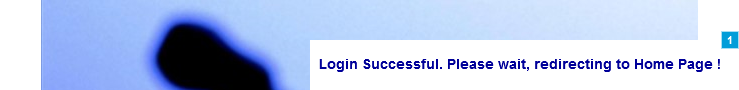 1
Login Successful. Please wait, redirecting to Home Page !